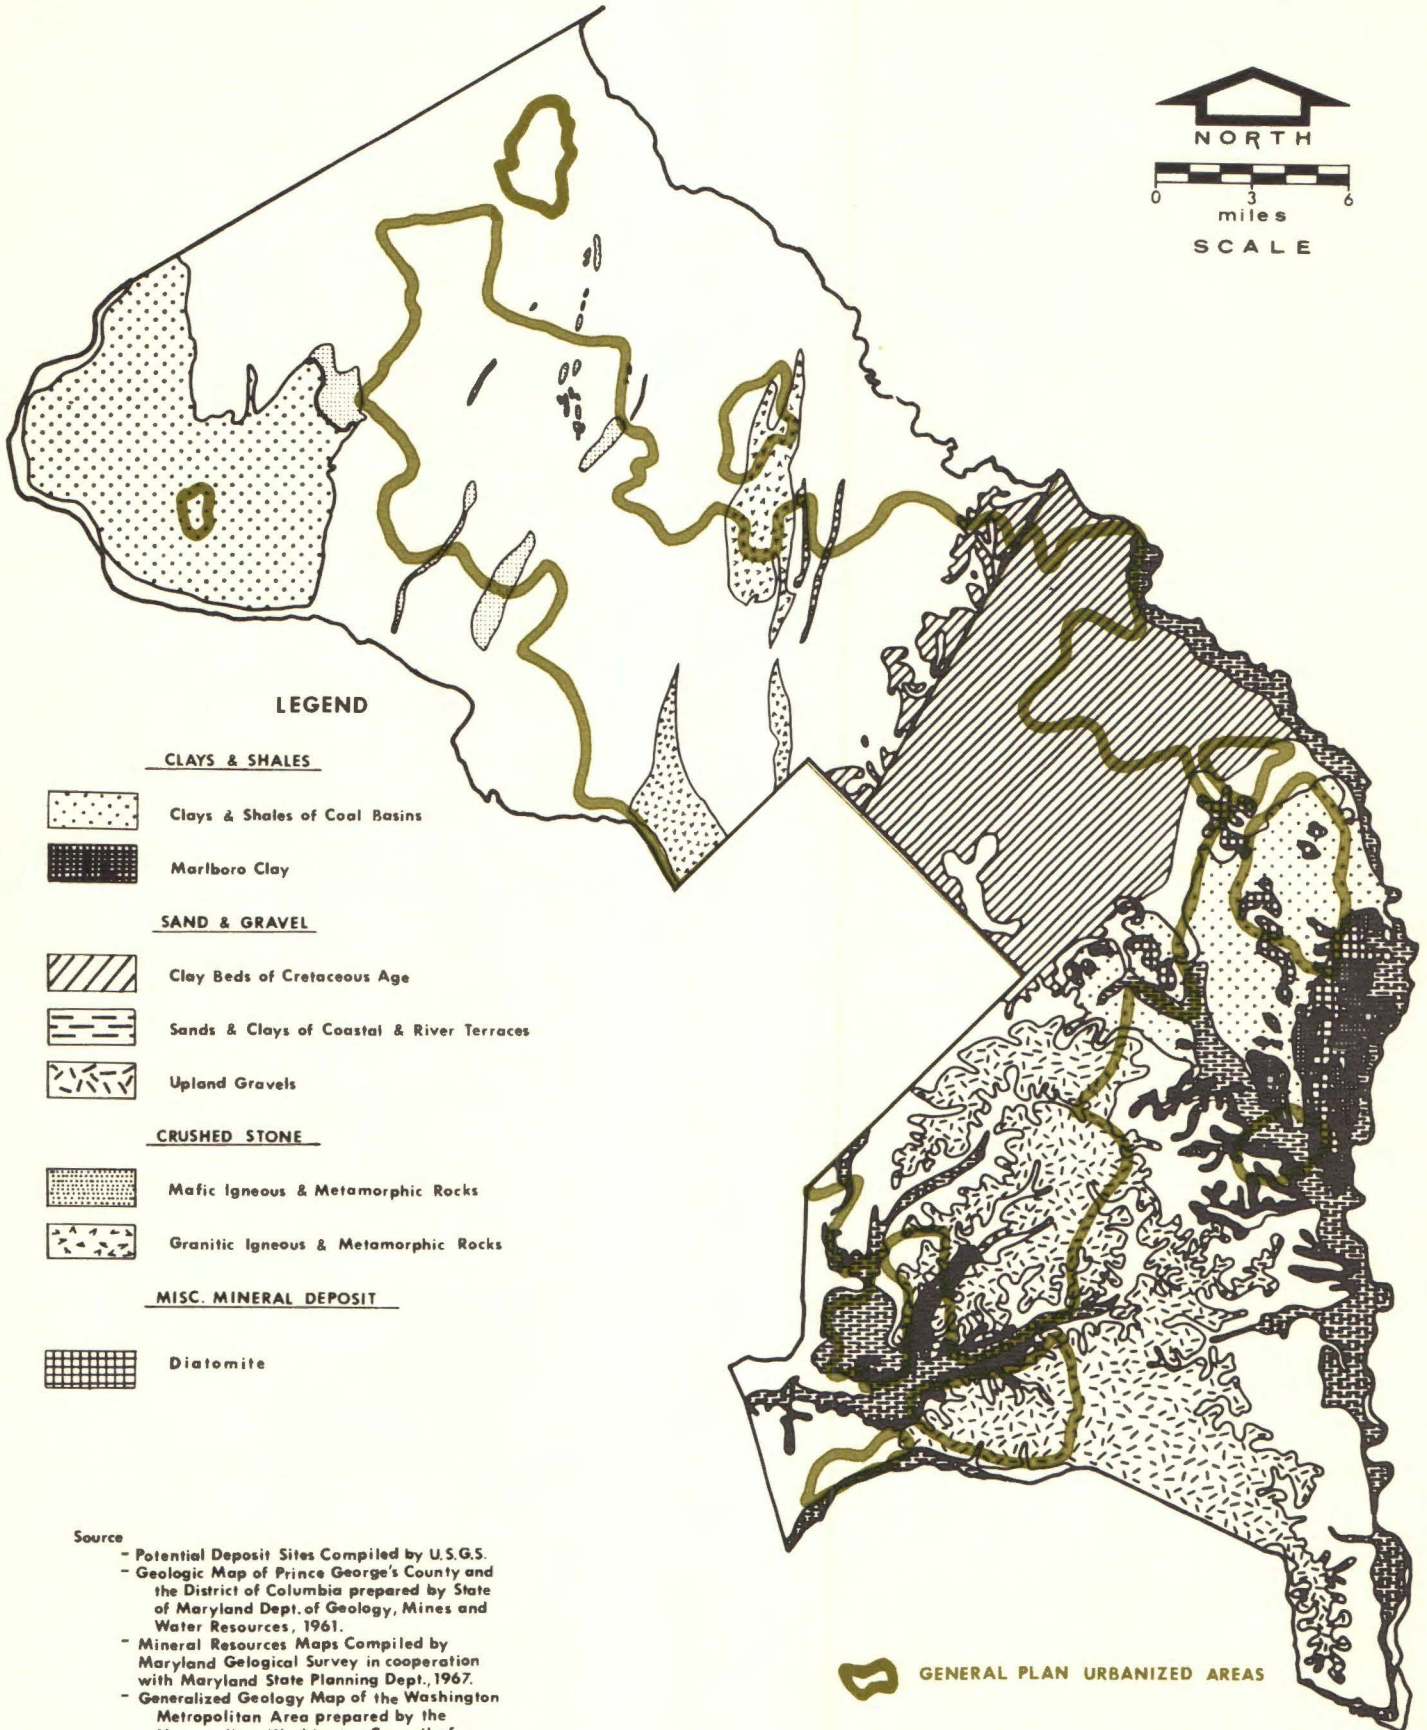 NORTH
0 3 6
miles
SCALE
LEGEND
CLAYS & SHALES
Clays & Shales of Coal Basins
Marlboro Clay
SAND & GRAVEL
Clay Beds of Cretaceous Age
Sands & Clays of Coastal & River Terraces
Upland Gravels
CRUSHED STONE
Mafic Igneous & Metamorphic Rocks
Granitic Igneous & Metamorphic Rocks
MISC. MINERAL DEPOSIT
Diatomite
Source
- Potential Deposit Sites Compiled by U.S.G.S.
- Geologic Map of Prince George's County and
the District of Columbia prepared by State
of Maryland Dept. of Geology, Mines and
Water Resources, 1961.
- Mineral Resources Maps Compiled by
Maryland Gelogical Survey in cooperation
with Maryland State Planning Dept., 1967.
- Generalized Geology Map of the Washington
Metropolitan Area prepared by the
GENERAL PLAN URBANIZED AREAS